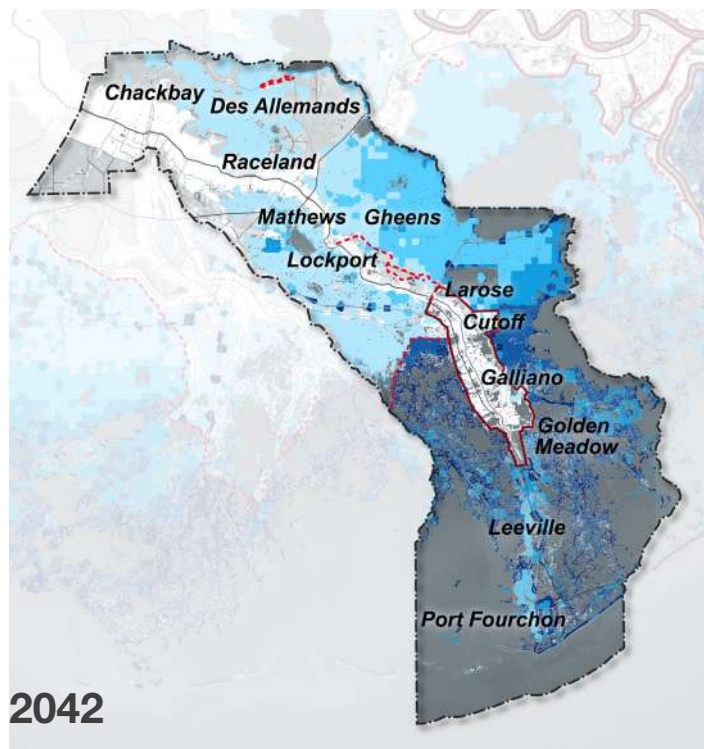 Chackbay
Des Allemands
Raceland
Mathews Gheens
Lockport
Larose
Cutoff
Galliano
Golden
Meadow
Leeville
Port Fourchon
2042